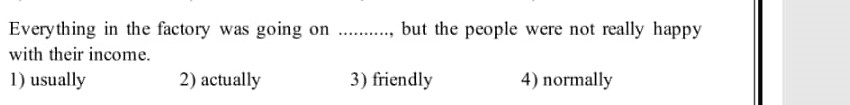 Everything in the factory was going on .........., but the people were not really happy
with their income.
1) usually 2) actually 3) friendly 4) normally